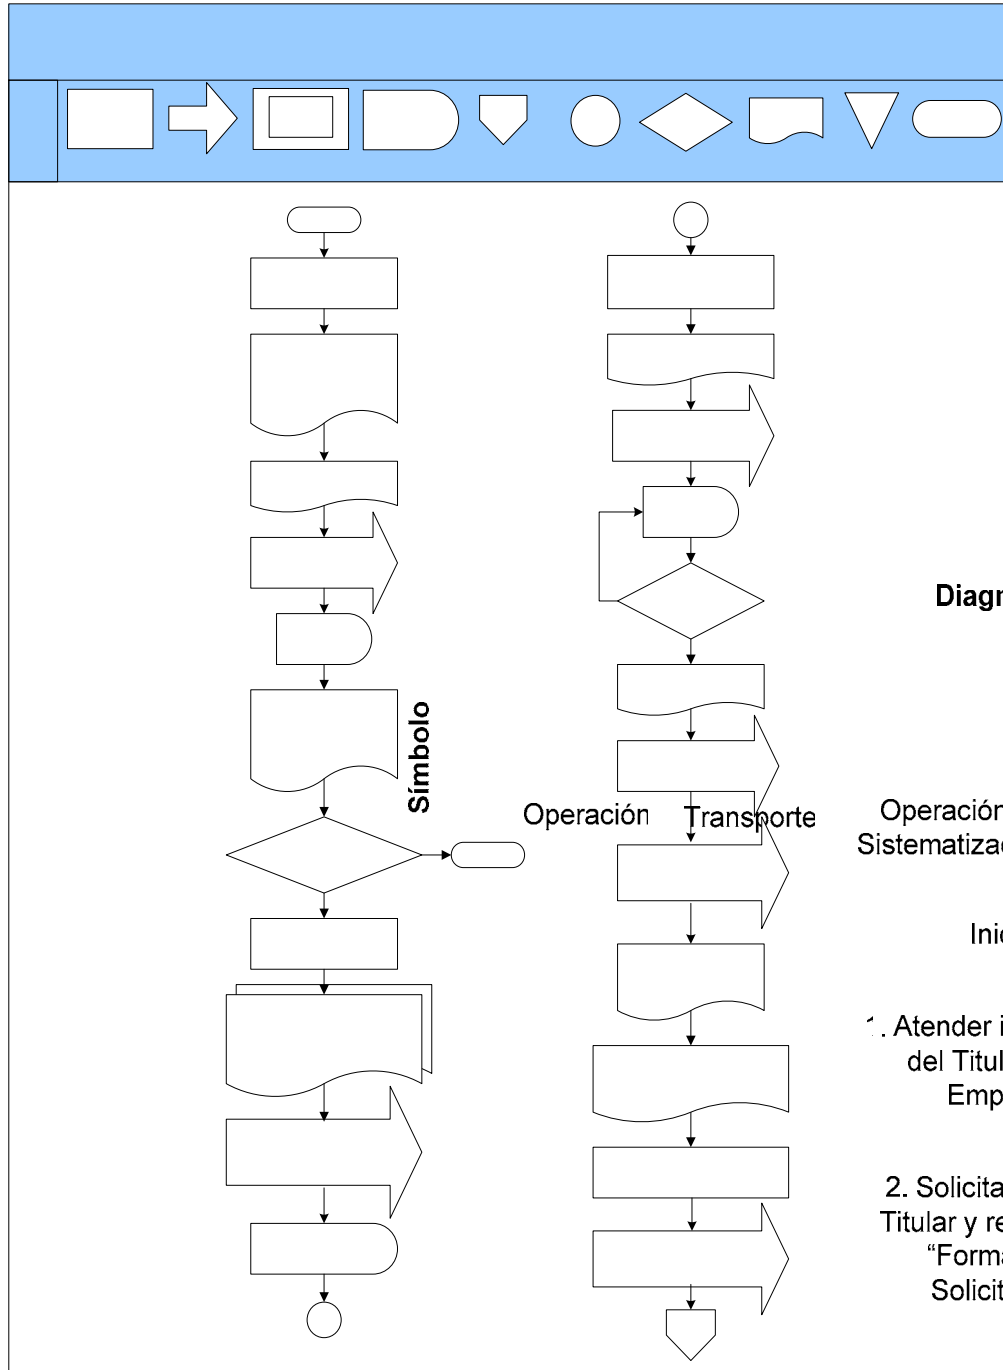 Diagr
Símbolo
Operación
Transporte
Operación
Sistematizac
Inic
1. Atender i
del Titul
Emp
2. Solicita
Titular y re
“Forma
Solicit